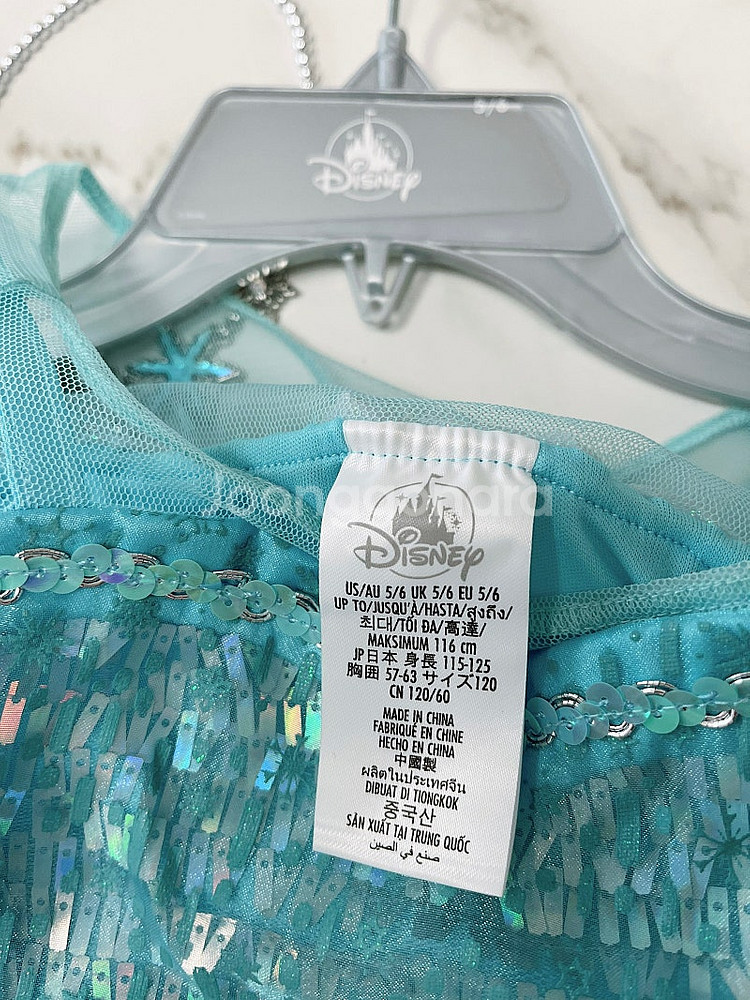 5/6
Disney
Joonggonara
Disney
US/AU 5/6 UK 5/6 EU 5/6
UP TO/JUSQU'À/HASTA/สูงถึง/
최대/TỐI ĐA/高達/
MAKSIMUM 116 cm
JP日本 身長 115-125
胸囲 57-63 サイズ120
CN 120/60
MADE IN CHINA
FABRIQUÉ EN CHINE
HECHO EN CHINA
中國製
ผลิตในประเทศจีน
DIBUAT DI TIONGKOK
중국산
SẢN XUẤT TẠI TRUNG QUỐC
صنع في الصين